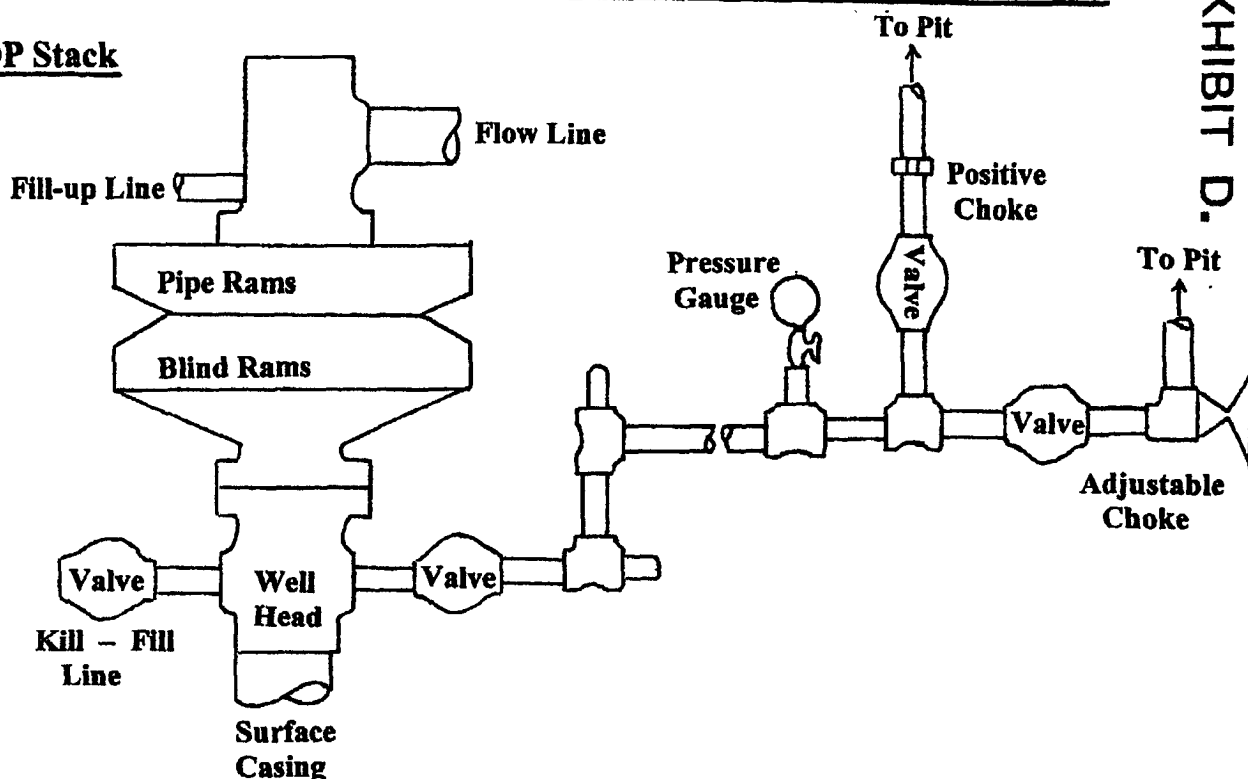 P Stack
To Pit
Flow Line
Fill-up Line
Positive
Choke
Valve
Pressure
Gauge
To Pit
Pipe Rams
Blind Rams
Valve
Adjustable
Choke
Valve
Well
Head
Valve
Kill – Fill
Line
Surface
Casing
XHIBIT D.